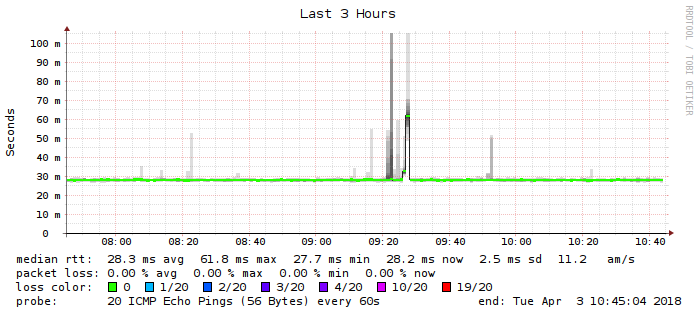 Last 3 Hours
RRDTOOL / TOBI OETIKER
Seconds
100 m
90 m
80 m
70 m
60 m
50 m
40 m
30 m
20 m
10 m
0
08:00 08:20 08:40 09:00 09:20 09:40 10:00 10:20 10:40
median rtt: 28.3 ms avg 61.8 ms max 27.7 ms min 28.2 ms now 2.5 ms sd 11.2 am/s
packet loss: 0.00 % avg 0.00 % max 0.00 % min 0.00 % now
loss color: 0 1/20 2/20 3/20 4/20 10/20 19/20
probe: 20 ICMP Echo Pings (56 Bytes) every 60s end: Tue Apr 3 10:45:04 2018